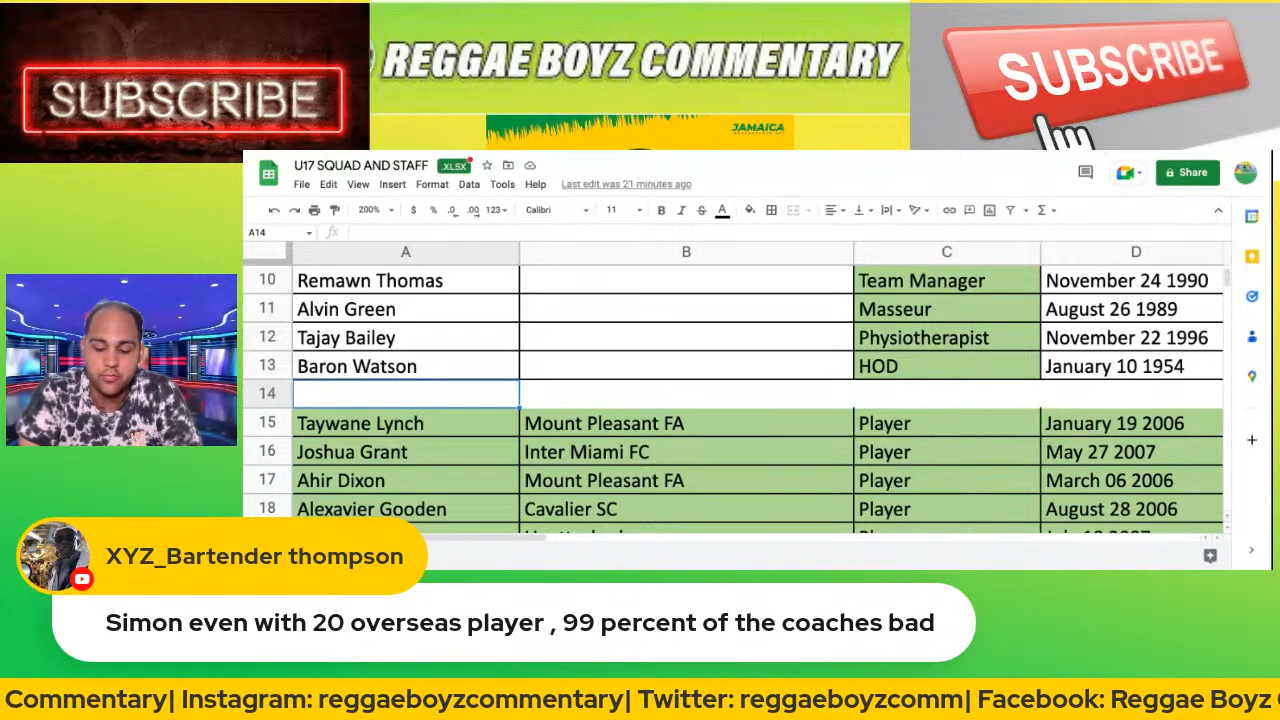 SUBSCRIBE
REGGAE BOYZ COMMENTARY
SUBSCRIBE
JAMAICA
U17 SQUAD AND STAFF .XLSX
File Edit View Insert Format Data Tools Help Last edit was 21 minutes ago
Share
200% $ % .0 .00 123 Calibri 11 B I S A
A14 fx
A B C D
10 Remawn Thomas Team Manager November 24 1990
11 Alvin Green Masseur August 26 1989
12 Tajay Bailey Physiotherapist November 22 1996
13 Baron Watson HOD January 10 1954
14
15 Taywane Lynch Mount Pleasant FA Player January 19 2006
16 Joshua Grant Inter Miami FC Player May 27 2007
17 Ahir Dixon Mount Pleasant FA Player March 06 2006
18 Alexavier Gooden Cavalier SC Player August 28 2006
XYZ_Bartender thompson
Simon even with 20 overseas player , 99 percent of the coaches bad
Commentary| Instagram: reggaeboyzcommentary| Twitter: reggaeboyzcomm| Facebook: Reggae Boyz